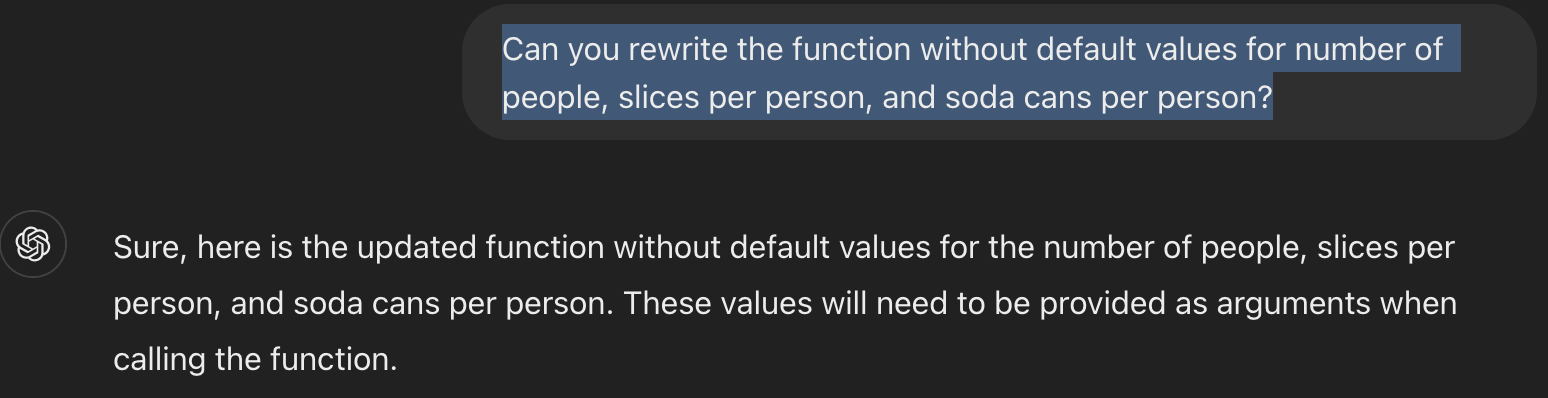 Can you rewrite the function without default values for number of
people, slices per person, and soda cans per person?
Sure, here is the updated function without default values for the number of people, slices per
person, and soda cans per person. These values will need to be provided as arguments when
calling the function.